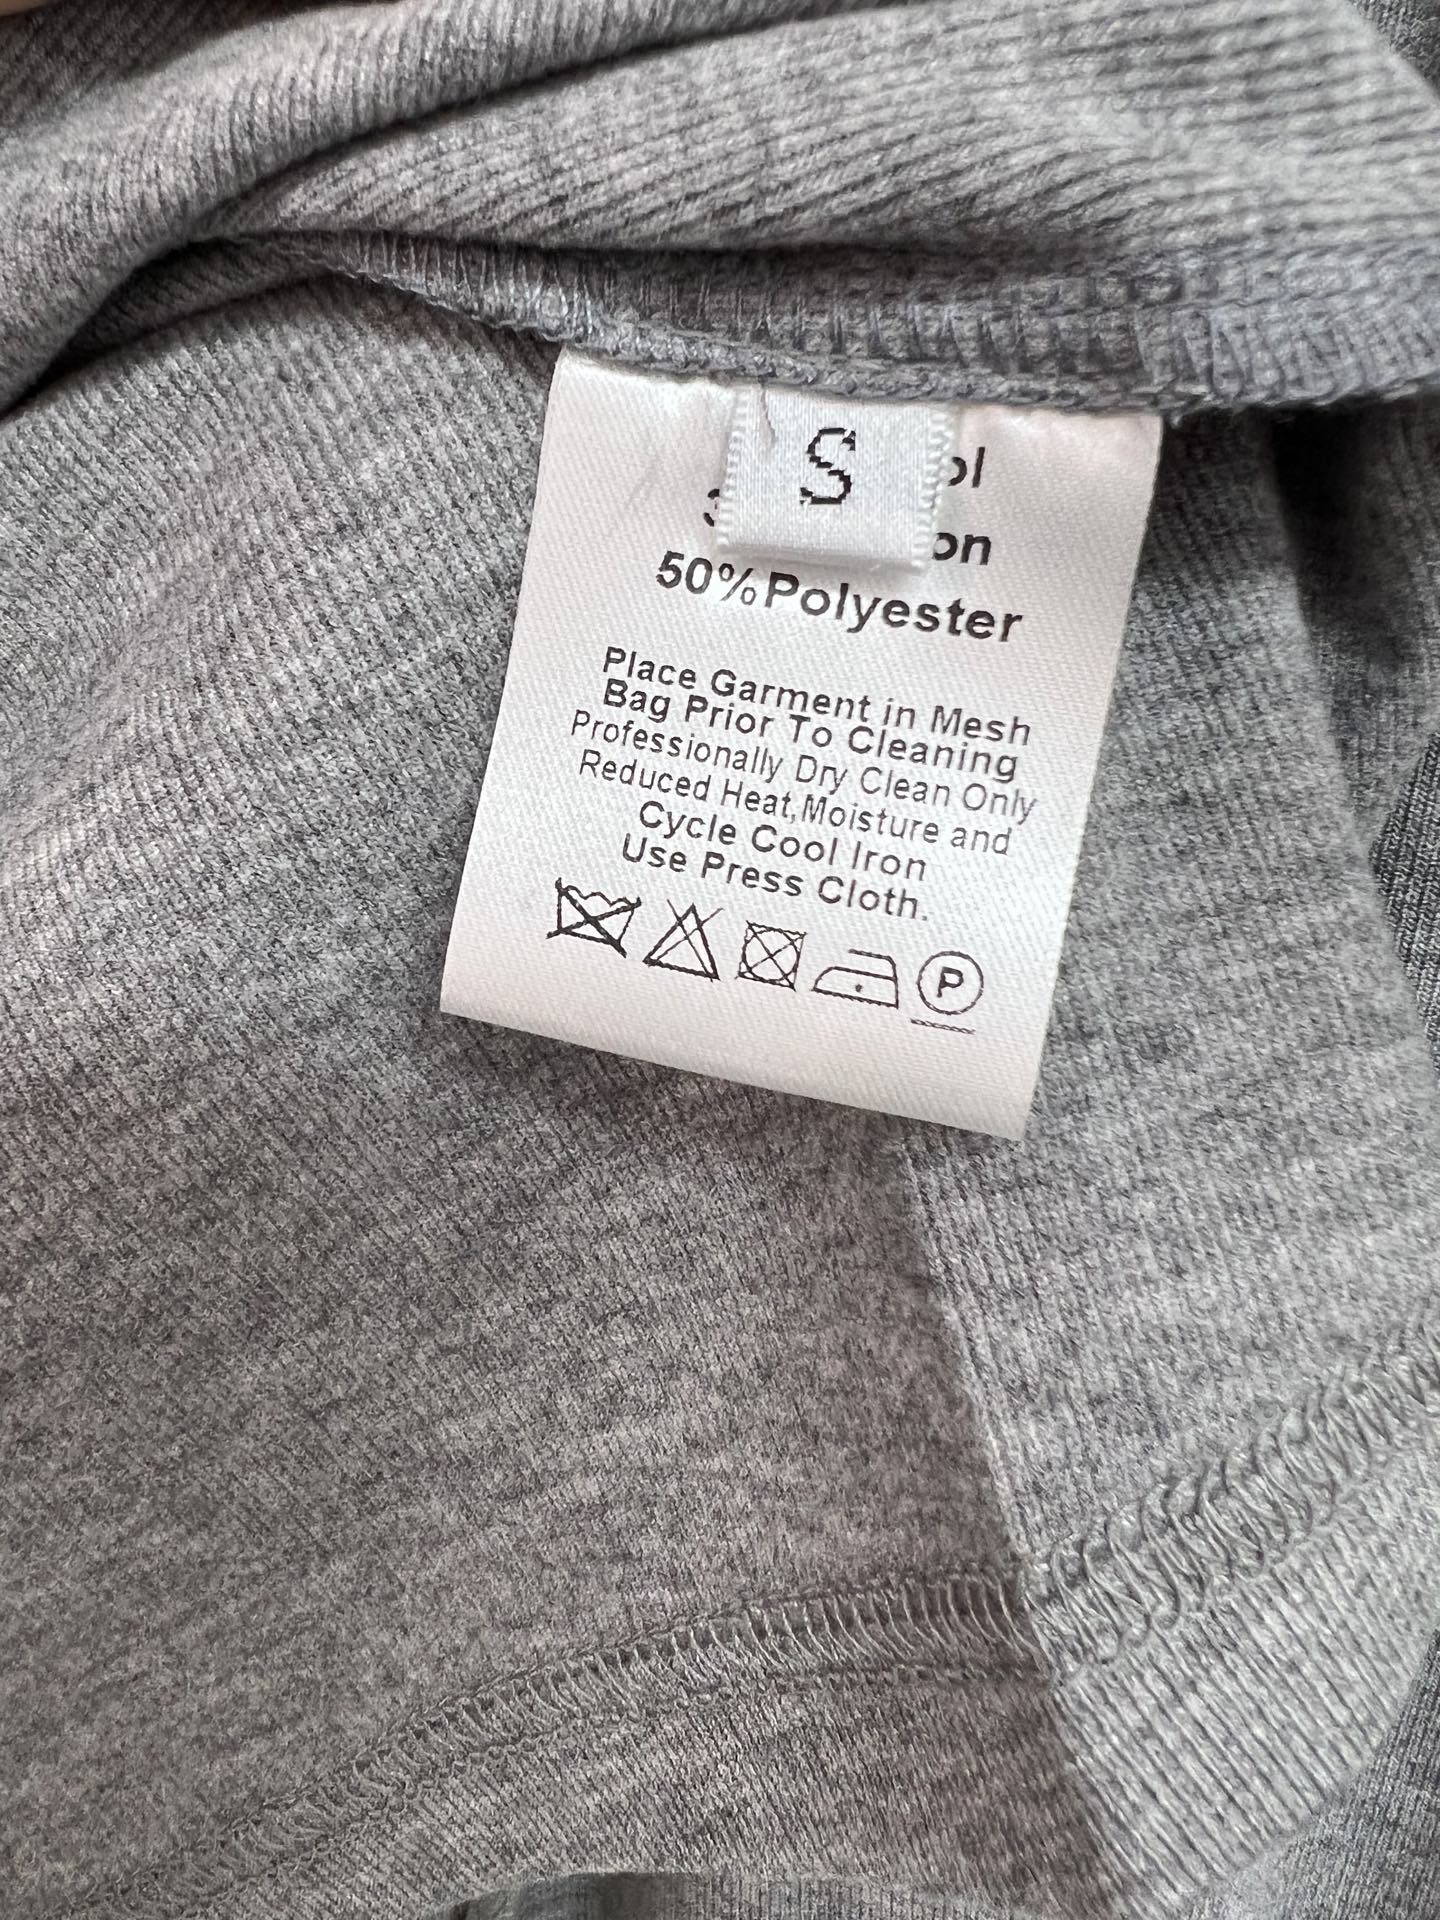 S
50%Polyester
Place Garment in Mesh
Bag Prior To Cleaning
Professionally Dry Clean Only
Reduced Heat,Moisture and
Cycle Cool Iron
Use Press Cloth.
P